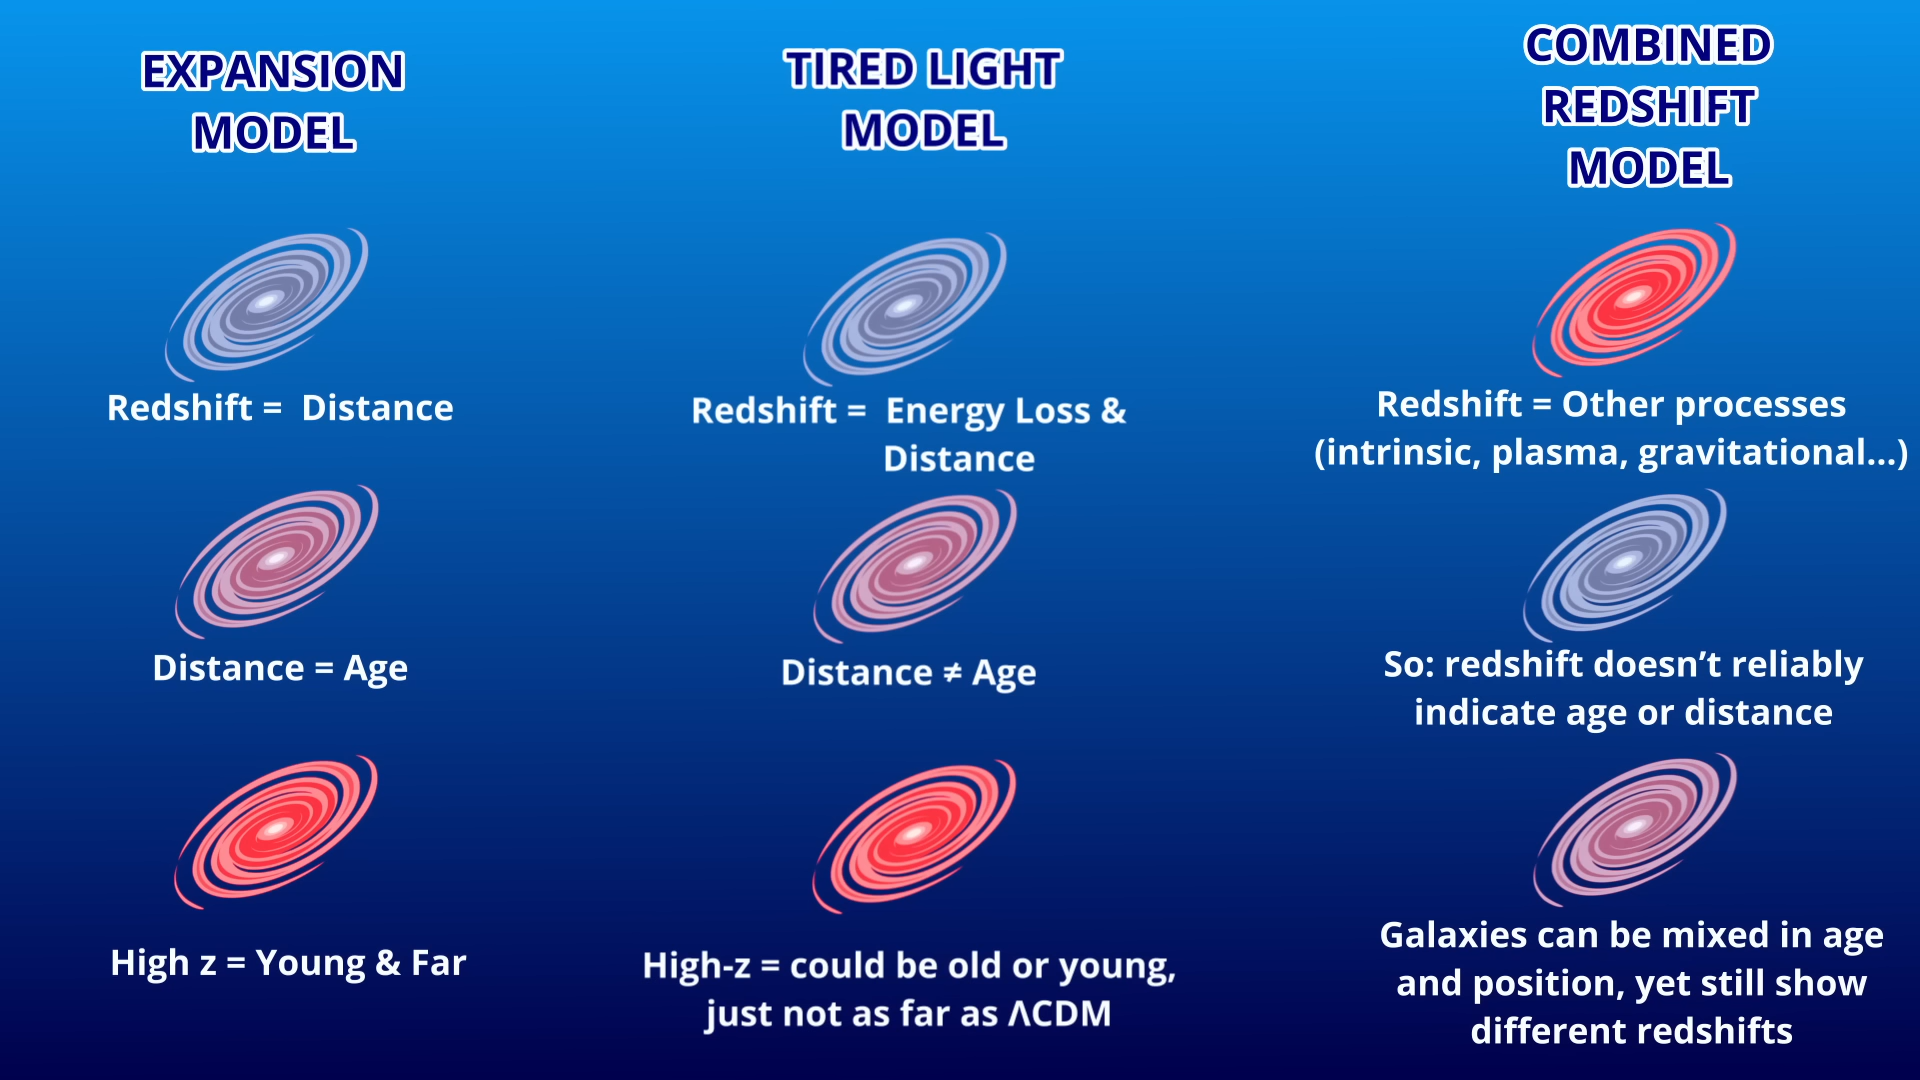 EXPANSION
MODEL
Redshift =  Distance
Distance = Age
High z = Young & Far
TIRED LIGHT
MODEL
Redshift =  Energy Loss &
Distance
Distance ≠ Age
High-z = could be old or young,
just not as far as ΛCDM
COMBINED
REDSHIFT
MODEL
Redshift = Other processes
(intrinsic, plasma, gravitational...)
So: redshift doesn’t reliably
indicate age or distance
Galaxies can be mixed in age
and position, yet still show
different redshifts